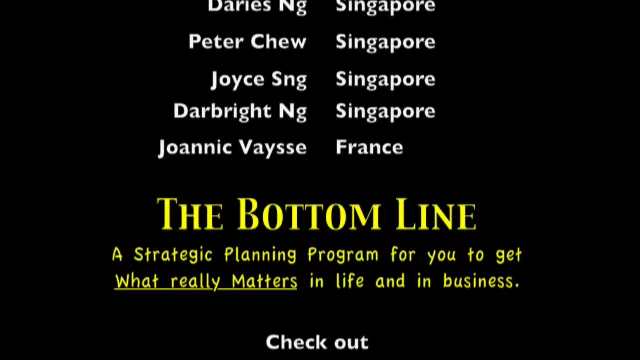 Daries Ng Singapore
Peter Chew Singapore
Joyce Sng Singapore
Darbright Ng Singapore
Joannic Vaysse France
The Bottom Line
A Strategic Planning Program for you to get
What really Matters in life and in business.
Check out